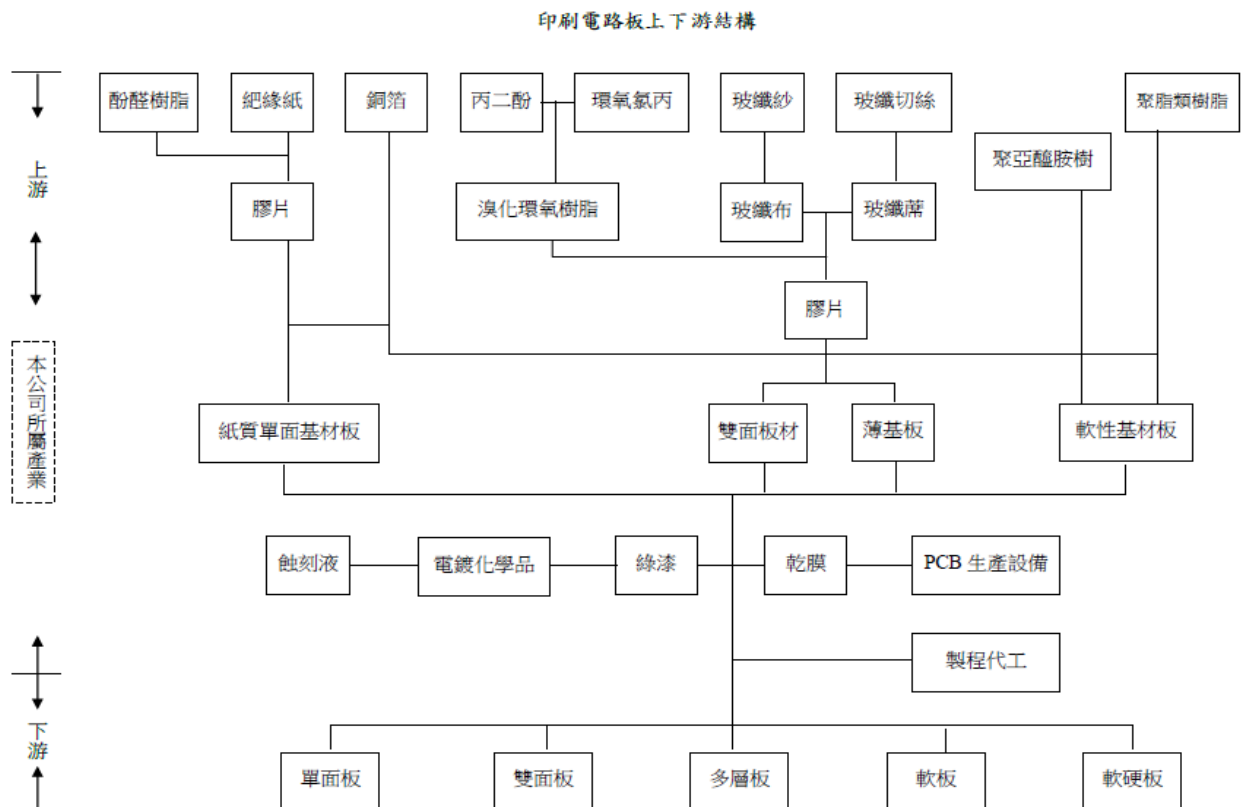 印刷電路板上下游結構
酚醛樹脂
絕緣紙
銅箔
丙二酚
環氧氯丙
玻纖紗
玻纖切絲
聚脂類樹脂
聚亞醯胺樹
上游
膠片
溴化環氧樹脂
玻纖布
玻纖蓆
膠片
本公司所屬產業
紙質單面基材板
雙面板材
薄基板
軟性基材板
蝕刻液
電鍍化學品
綠漆
乾膜
PCB 生產設備
製程代工
下游
單面板
雙面板
多層板
軟板
軟硬板